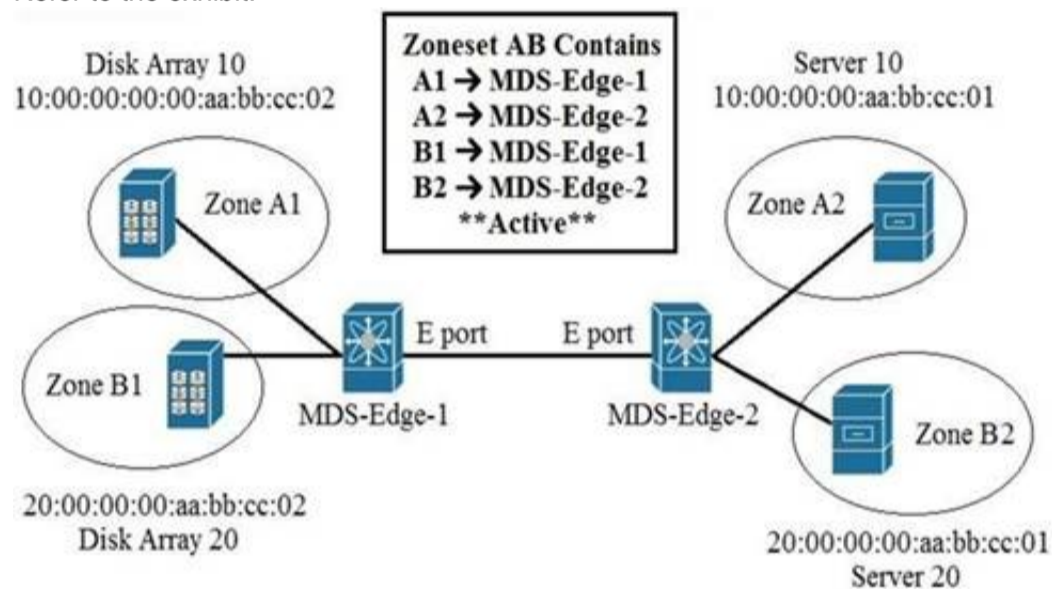 Zoneset AB Contains
A1 → MDS-Edge-1
A2 → MDS-Edge-2
B1 → MDS-Edge-1
B2 → MDS-Edge-2
**Active**
Disk Array 10
10:00:00:00:00:aa:bb:cc:02
Server 10
10:00:00:00:00:aa:bb:cc:01
Zone A1
Zone A2
E port
E port
Zone B1
MDS-Edge-1
MDS-Edge-2
Zone B2
20:00:00:00:aa:bb:cc:02
Disk Array 20
20:00:00:00:aa:bb:cc:01
Server 20